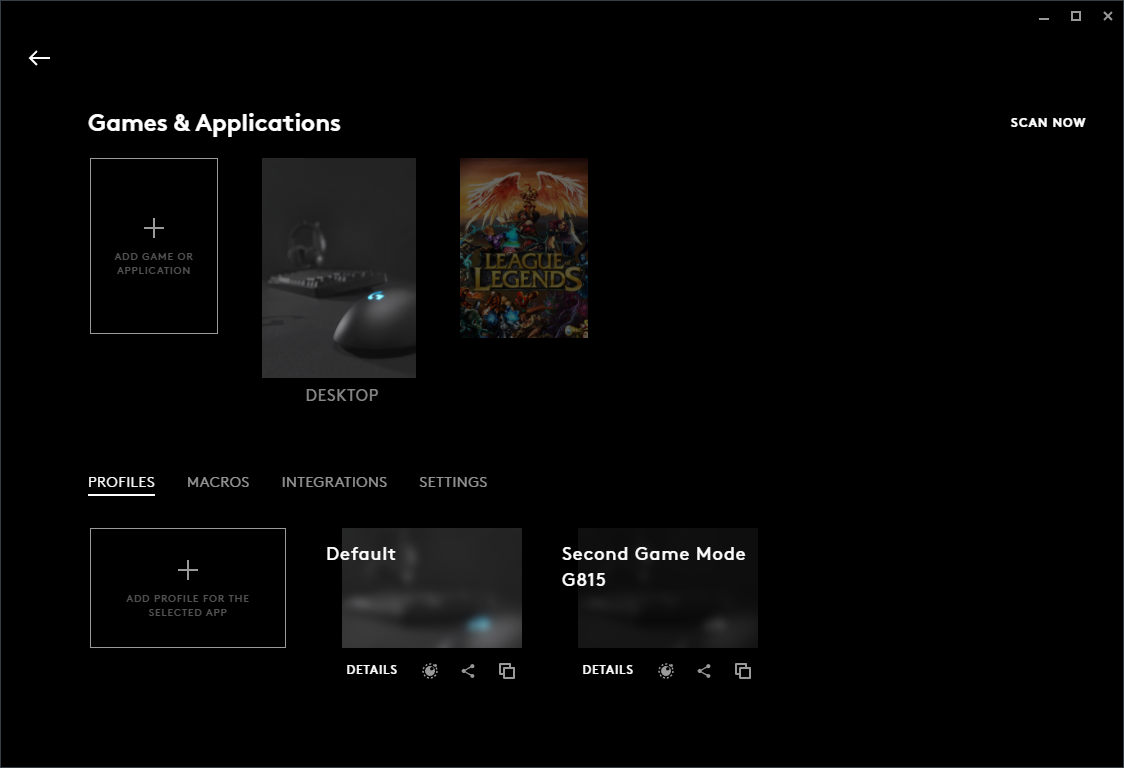 Games & Applications
SCAN NOW
ADD GAME OR
APPLICATION
LEAGUE
LEGENDS
DESKTOP
PROFILES
MACROS
INTEGRATIONS
SETTINGS
ADD PROFILE FOR THE
SELECTED APP
Default
Second Game Mode
G815
DETAILS
DETAILS